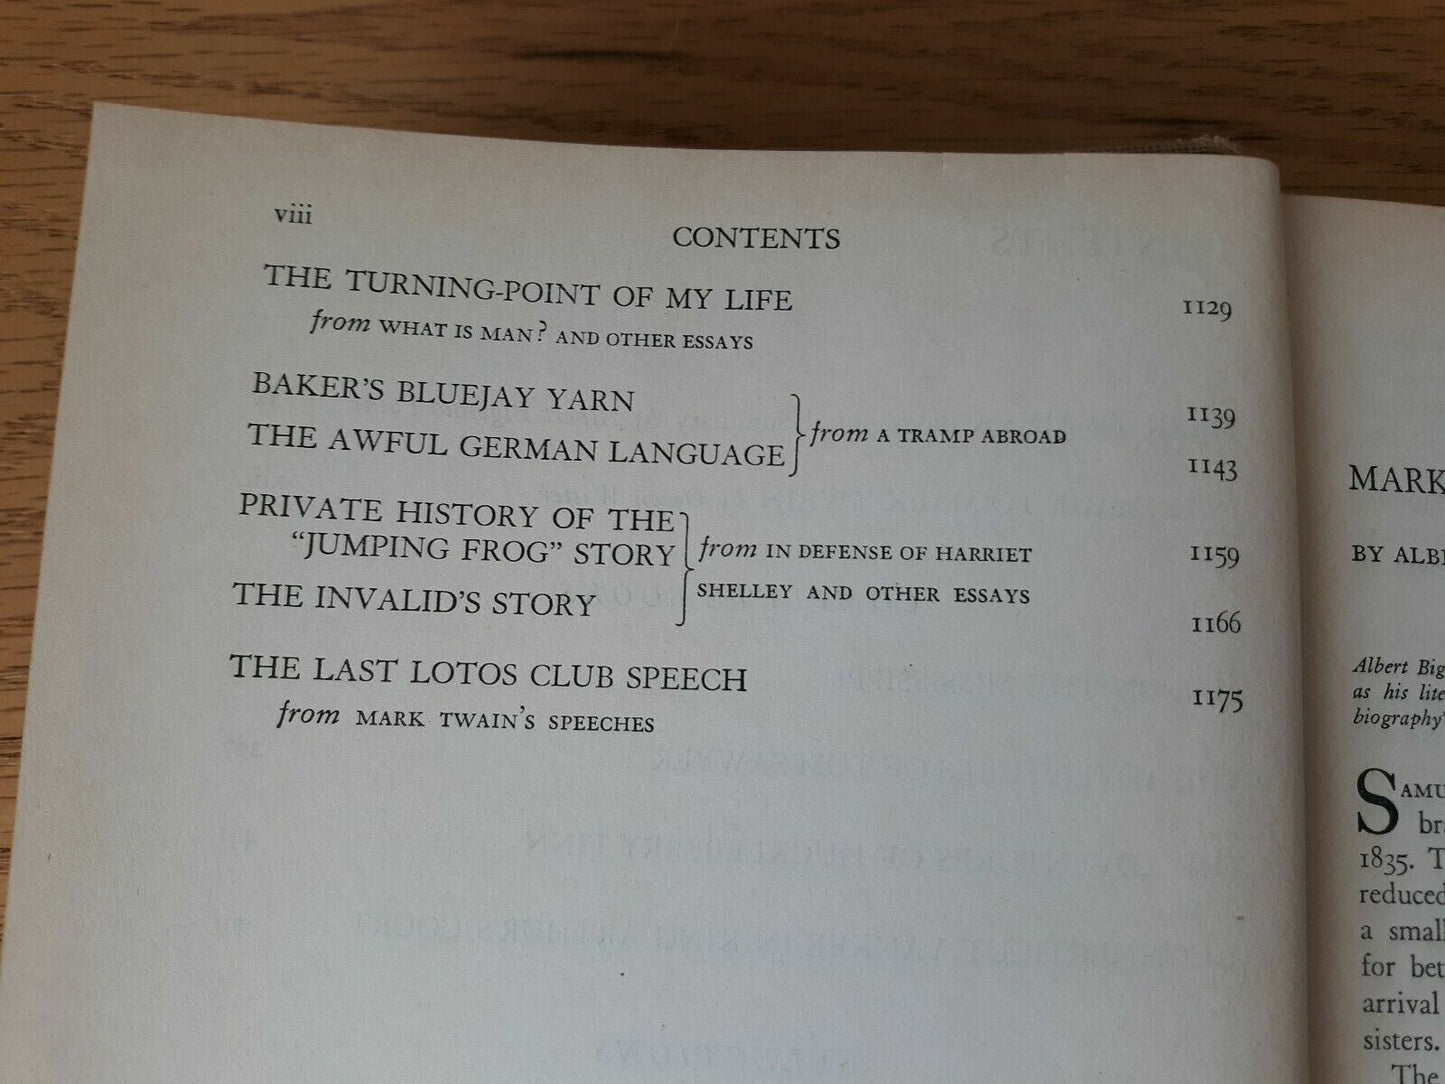 viii
CONTENTS
THE TURNING-POINT OF MY LIFE 1129
from WHAT IS MAN? AND OTHER ESSAYS
BAKER'S BLUEJAY YARN 1139
THE AWFUL GERMAN LANGUAGE 1143
from A TRAMP ABROAD
PRIVATE HISTORY OF THE
"JUMPING FROG" STORY 1159
THE INVALID'S STORY 1166
from IN DEFENSE OF HARRIET
SHELLEY AND OTHER ESSAYS
THE LAST LOTOS CLUB SPEECH 1175
from MARK TWAIN'S SPEECHES
MARK
BY ALB
Albert Big
as his lite
biography"
SAMU
bra
1835. T
reduced
a small
for bet
arrival
sisters.
The